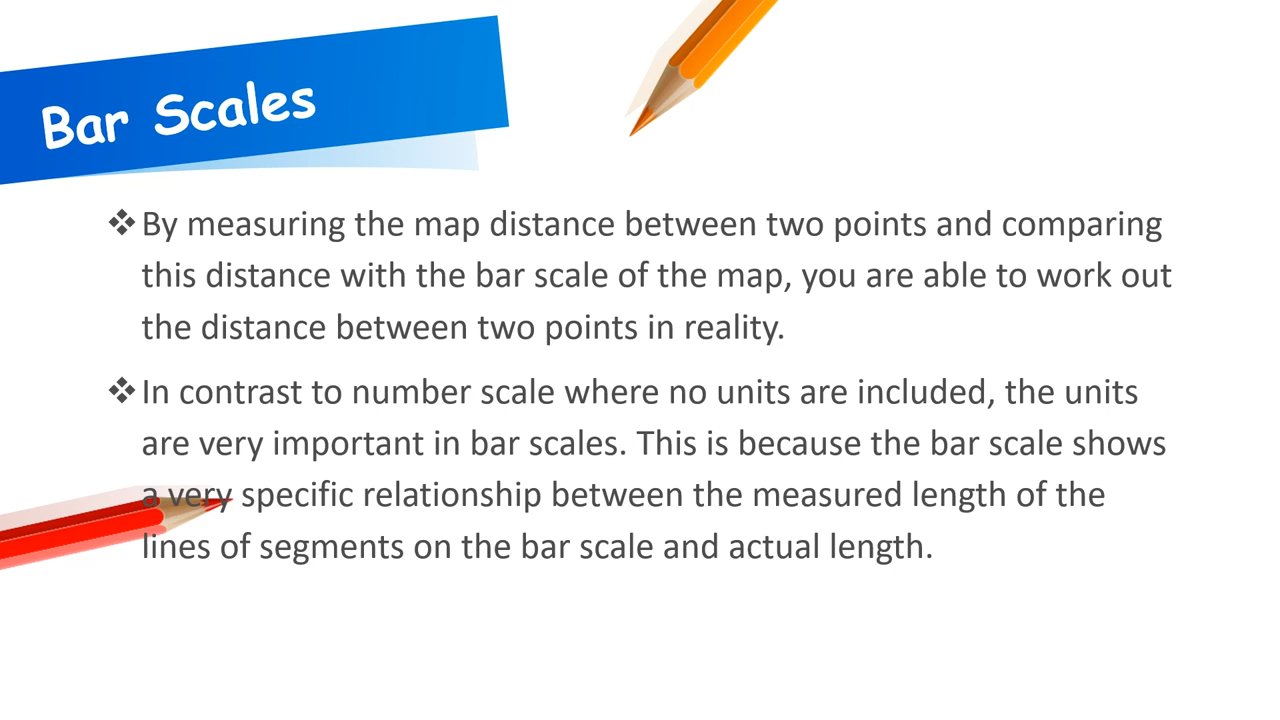 Bar Scales
❖By measuring the map distance between two points and comparing
this distance with the bar scale of the map, you are able to work out
the distance between two points in reality.
❖In contrast to number scale where no units are included, the units
are very important in bar scales. This is because the bar scale shows
a very specific relationship between the measured length of the
lines of segments on the bar scale and actual length.